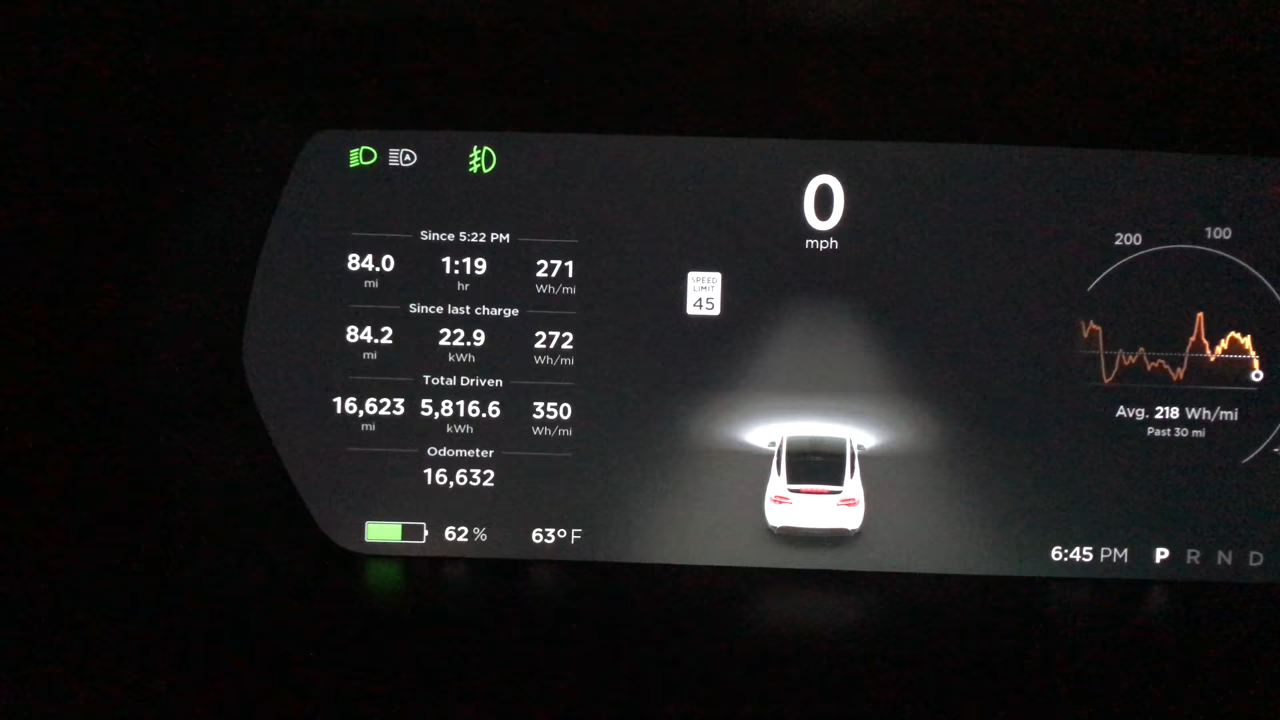 0
mph
SPEED
LIMIT
45
Since 5:22 PM
84.0 1:19 271
mi hr Wh/mi
Since last charge
84.2 22.9 272
mi kWh Wh/mi
Total Driven
16,623 5,816.6 350
mi kWh Wh/mi
Odometer
16,632
62 % 63°F
200 100
Avg. 218 Wh/mi
Past 30 mi
6:45 PM P R N D